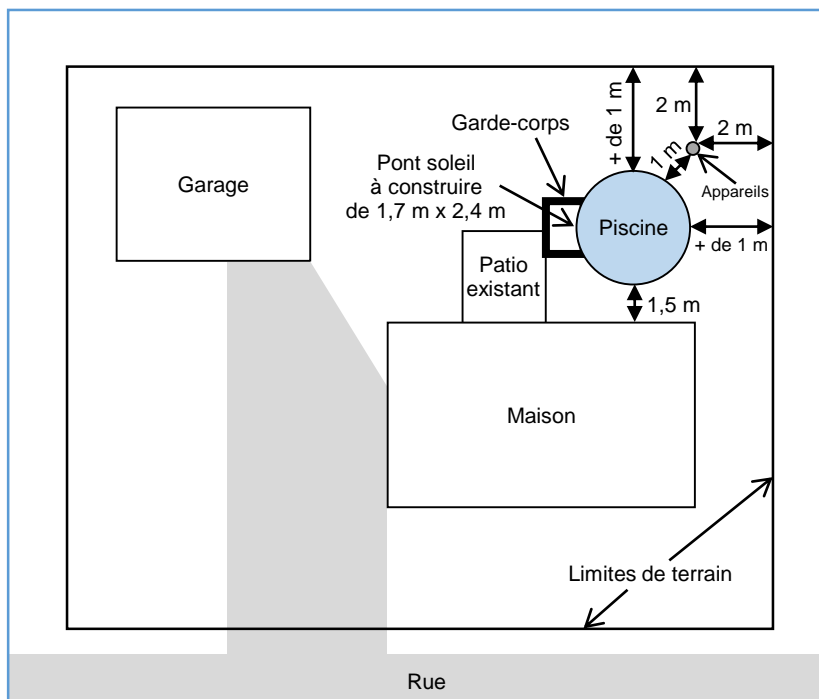 2 m
+ de 1 m
2 m
Garde-corps
1 m
Pont soleil
à construire
de 1,7 m x 2,4 m
Garage
Appareils
Piscine
+ de 1 m
Patio
existant
1,5 m
Maison
Limites de terrain
Rue